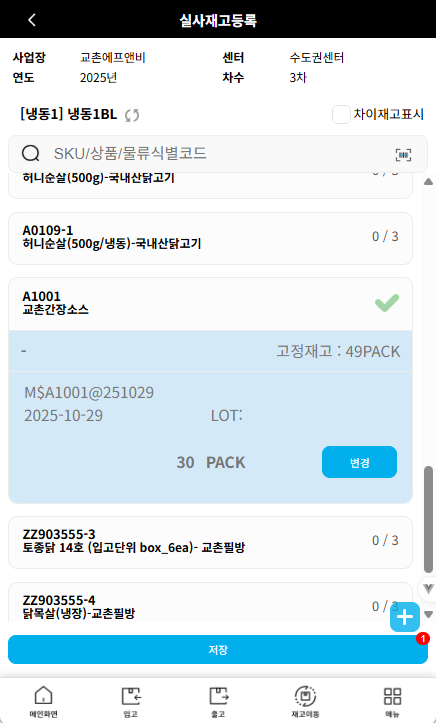 실사재고등록
사업장 교촌에프앤비 센터 수도권센터
연도 2025년 차수 3차
[냉동1] 냉동1BL 차이재고표시
SKU/상품/물류식별코드
허니순살(500g)-국내산닭고기
A0109-1
허니순살(500g/냉동)-국내산닭고기 0 / 3
A1001
교촌간장소스
- 고정재고 : 49PACK
M$A1001@251029
2025-10-29 LOT:
30 PACK 변경
ZZ903555-3
토종닭 14호 (입고단위 box_6ea)- 교촌필방 0 / 3
ZZ903555-4
닭목살(냉장)-교촌필방 0 / 3
저장 1
메인화면 입고 출고 재고이동 메뉴